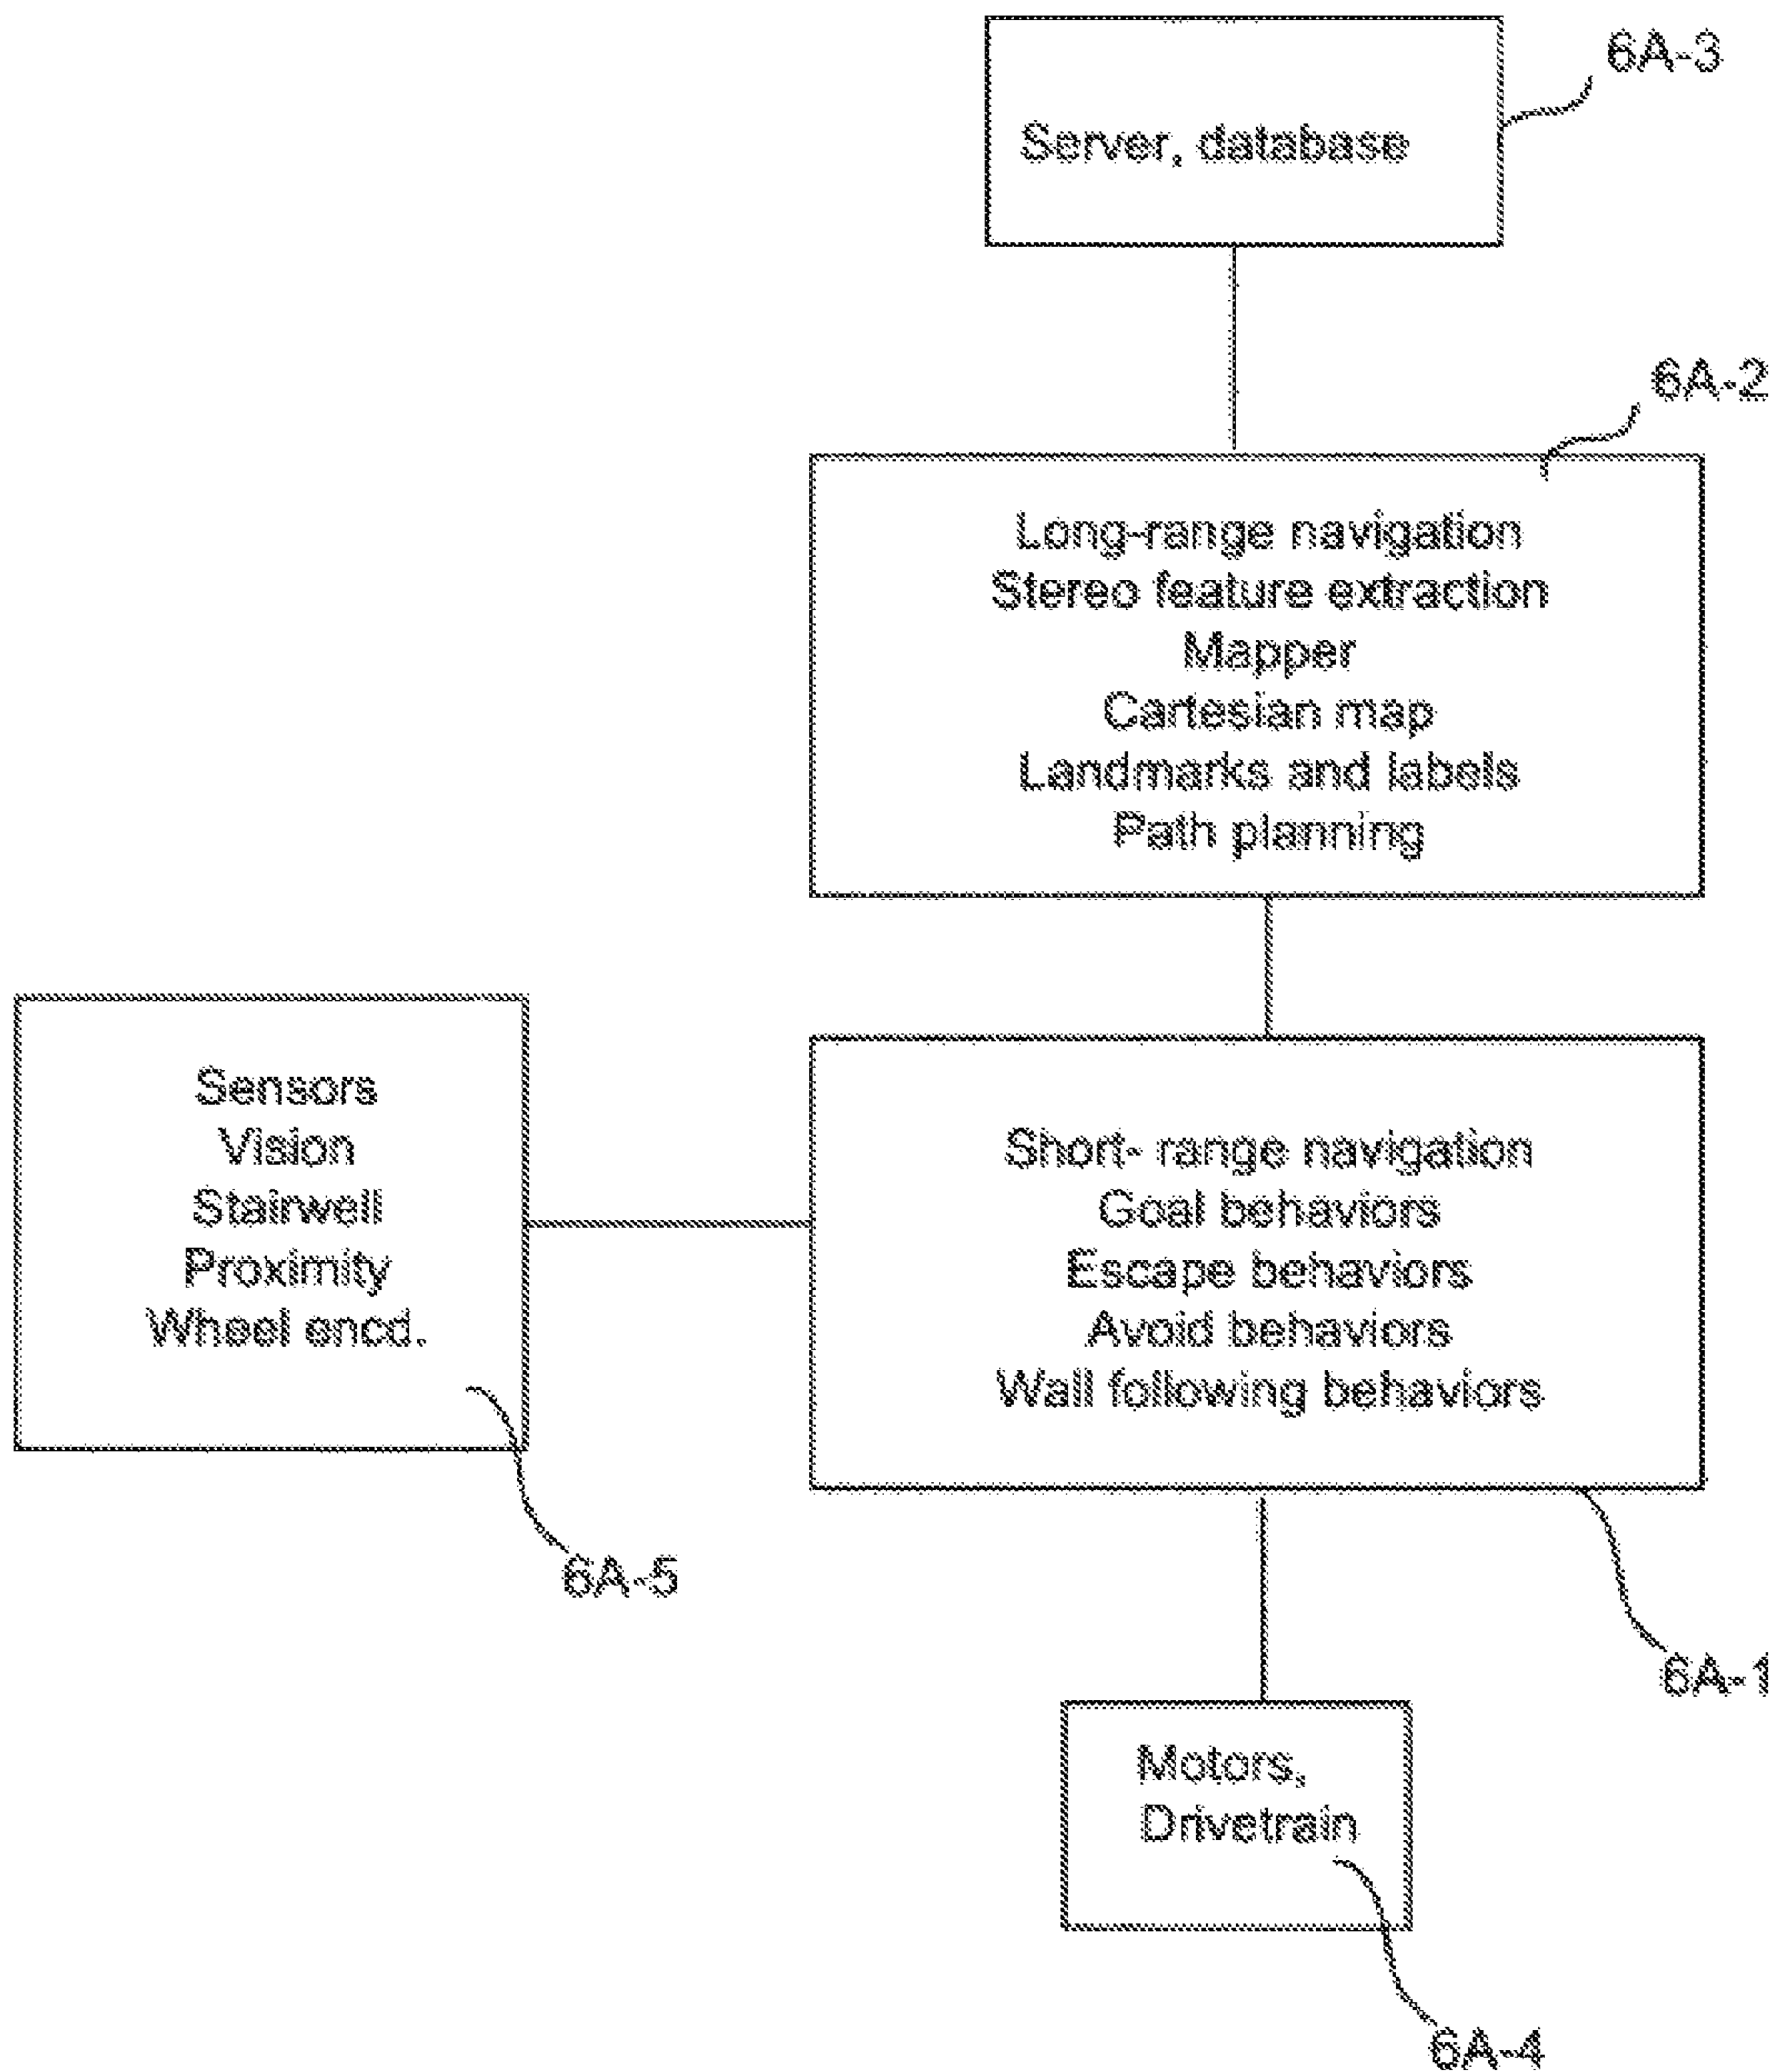 6A-3
Server, database
6A-2
Long-range navigation
Stereo feature extraction
Mapper
Cartesian map
Landmarks and labels
Path planning
Sensors
Vision
Stairwell
Proximity
Wheel encd.
6A-5
Short- range navigation
Goal behaviors
Escape behaviors
Avoid behaviors
Wall following behaviors
6A-1
Motors,
Drivetrain
6A-4